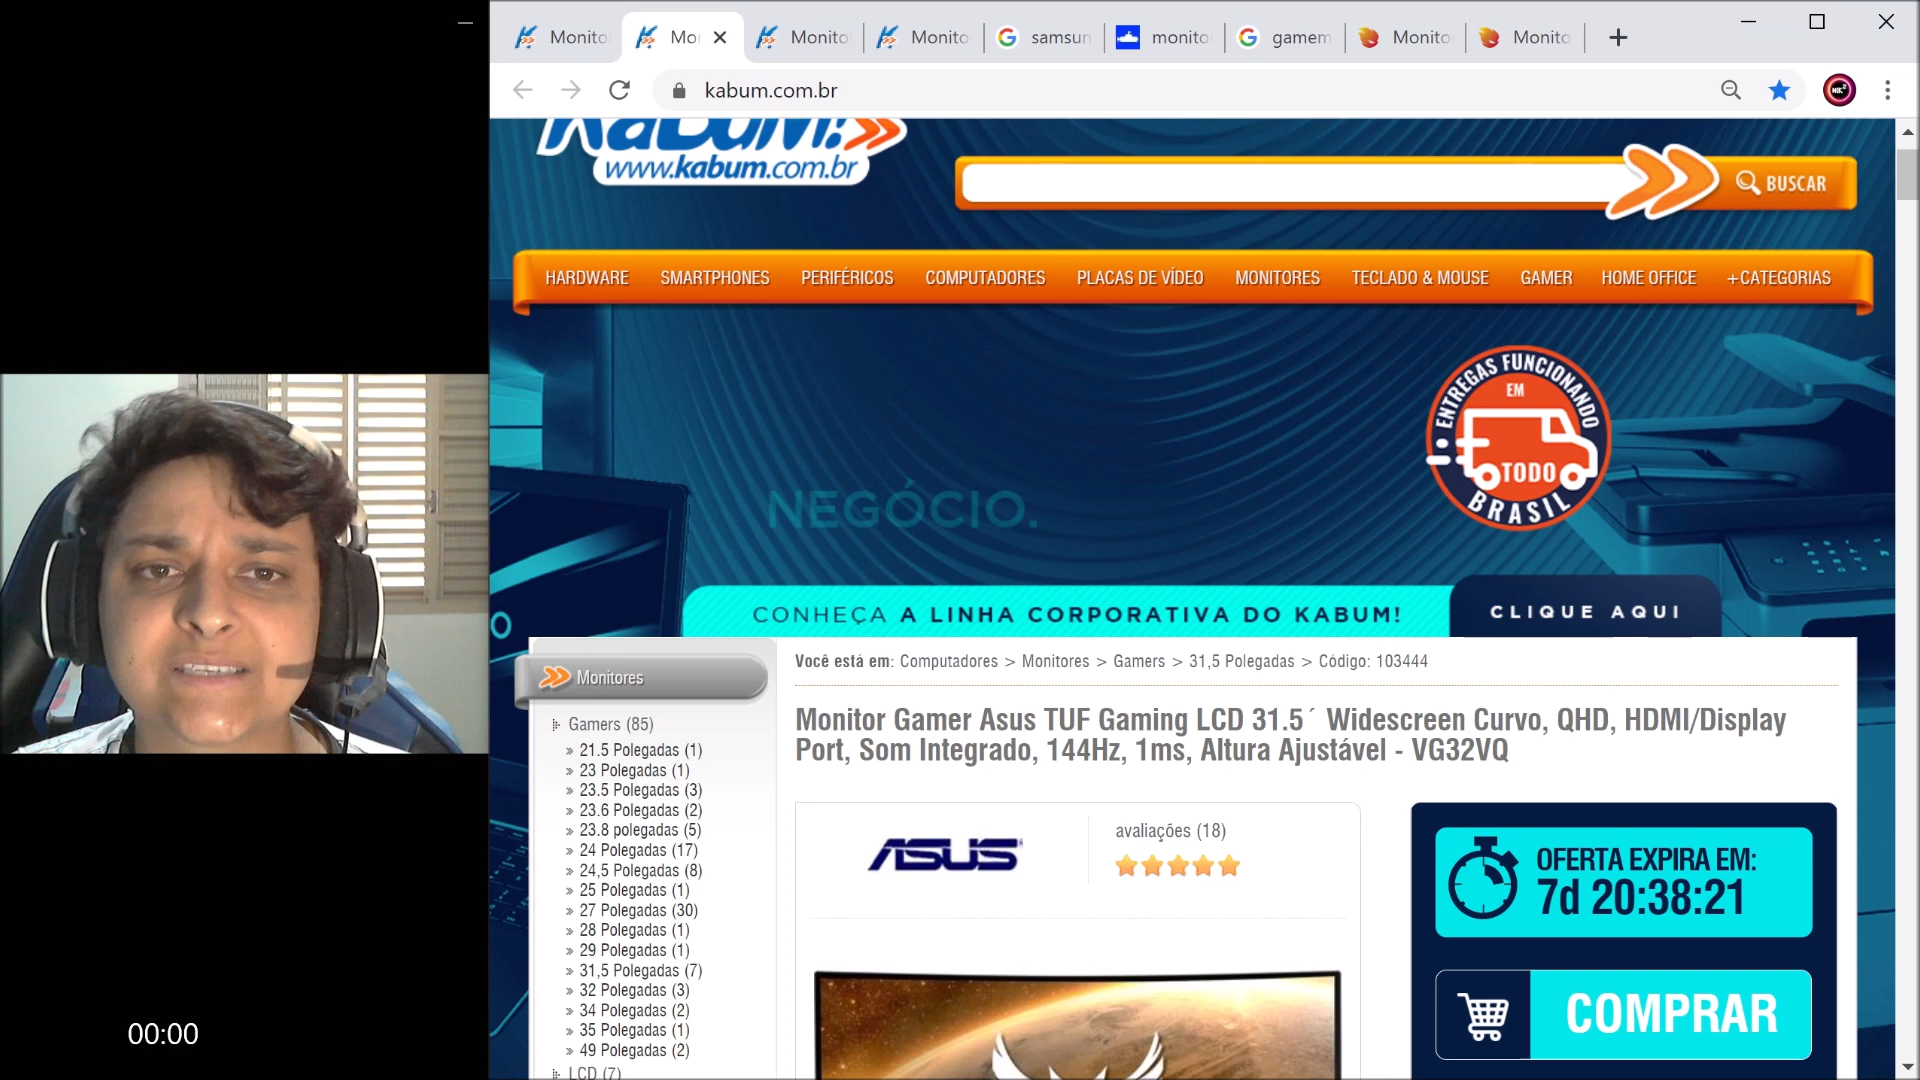 Monito
Mo
Monito
Monito
samsun
monito
gamem
Monito
Monito
kabum.com.br
KaBuM!
www.kabum.com.br
BUSCAR
HARDWARE SMARTPHONES PERIFÉRICOS COMPUTADORES PLACAS DE VÍDEO MONITORES TECLADO & MOUSE GAMER HOME OFFICE +CATEGORIAS
ENTREGAS FUNCIONANDO
EM
TODO
BRASIL
NEGÓCIO.
CONHEÇA A LINHA CORPORATIVA DO KABUM!
CLIQUE AQUI
Monitores
Você está em: Computadores > Monitores > Gamers > 31,5 Polegadas > Código: 103444
Monitor Gamer Asus TUF Gaming LCD 31.5´ Widescreen Curvo, QHD, HDMI/Display
Port, Som Integrado, 144Hz, 1ms, Altura Ajustável - VG32VQ
Gamers (85)
» 21.5 Polegadas (1)
» 23 Polegadas (1)
» 23.5 Polegadas (3)
» 23.6 Polegadas (2)
» 23.8 polegadas (5)
» 24 Polegadas (17)
» 24,5 Polegadas (8)
» 25 Polegadas (1)
» 27 Polegadas (30)
» 28 Polegadas (1)
» 29 Polegadas (1)
» 31,5 Polegadas (7)
» 32 Polegadas (3)
» 34 Polegadas (2)
» 35 Polegadas (1)
» 49 Polegadas (2)
LCD (7)
ASUS
avaliações (18)
OFERTA EXPIRA EM:
7d 20:38:21
COMPRAR
00:00